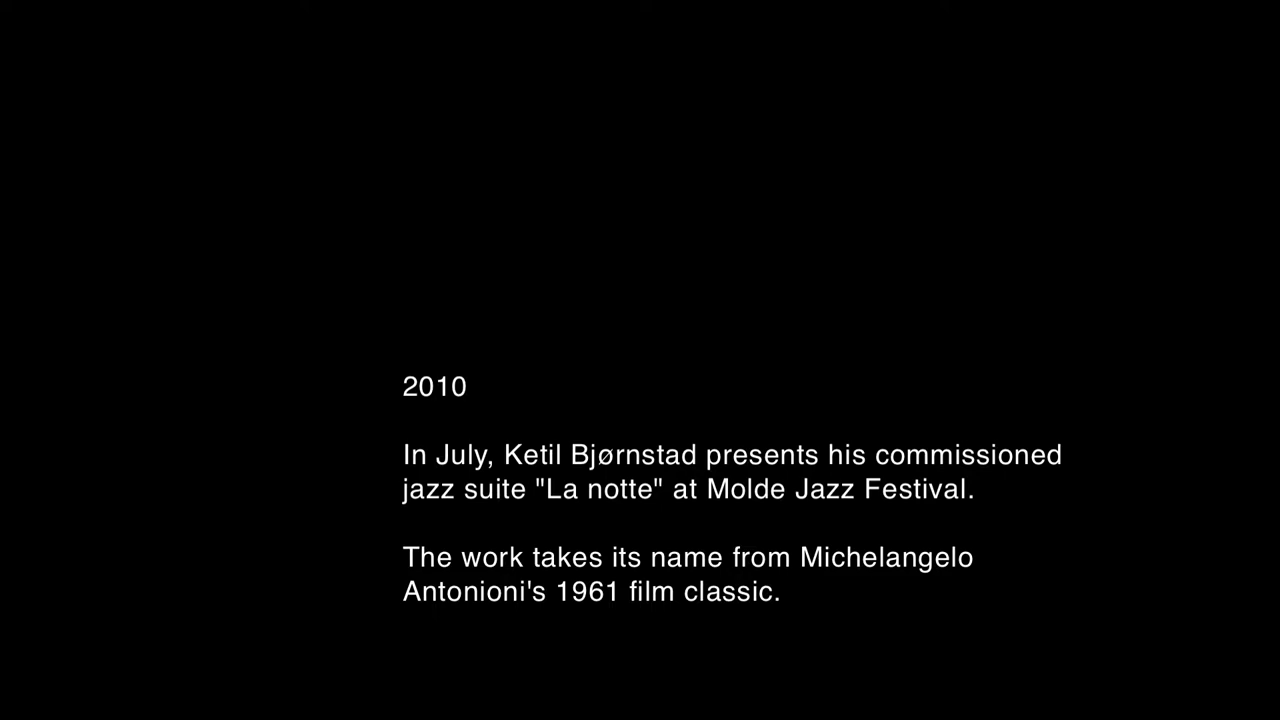 2010
In July, Ketil Bjørnstad presents his commissioned
jazz suite "La notte" at Molde Jazz Festival.
The work takes its name from Michelangelo
Antonioni's 1961 film classic.